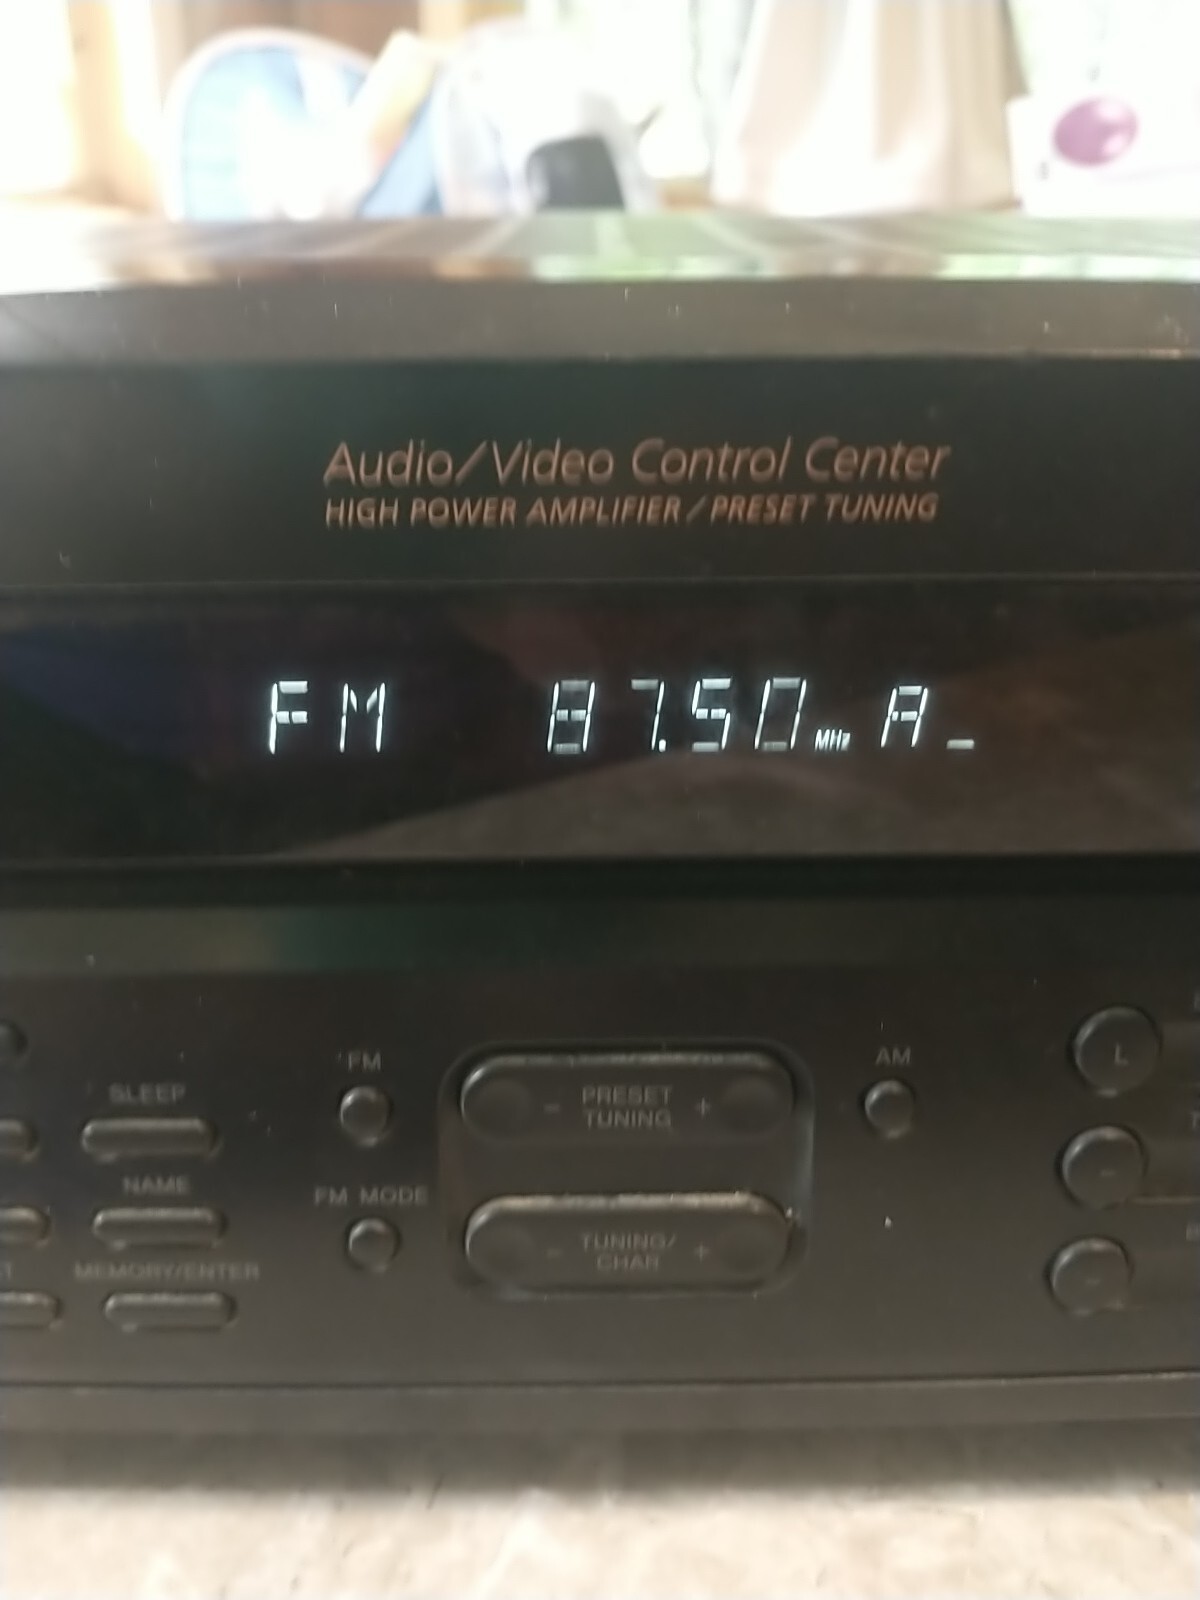 Audio/Video Control Center
HIGH POWER AMPLIFIER/PRESET TUNING
FM 87.50 MHz A _
FM
AM
SLEEP
- PRESET TUNING +
L
NAME
FM MODE
- TUNING/CHAR +
MEMORY/ENTER